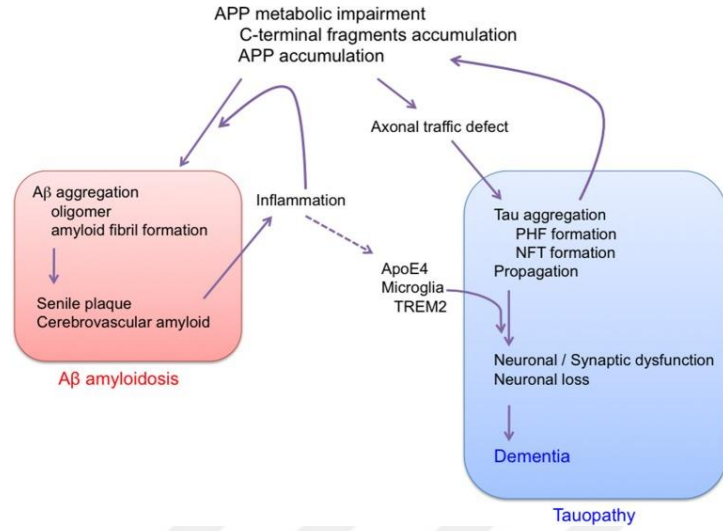 APP metabolic impairment
C-terminal fragments accumulation
APP accumulation
Axonal traffic defect
Aβ aggregation
oligomer
amyloid fibril formation
Inflammation
Tau aggregation
PHF formation
NFT formation
Propagation
ApoE4
Microglia
TREM2
Senile plaque
Cerebrovascular amyloid
Neuronal / Synaptic dysfunction
Neuronal loss
Aβ amyloidosis
Dementia
Tauopathy